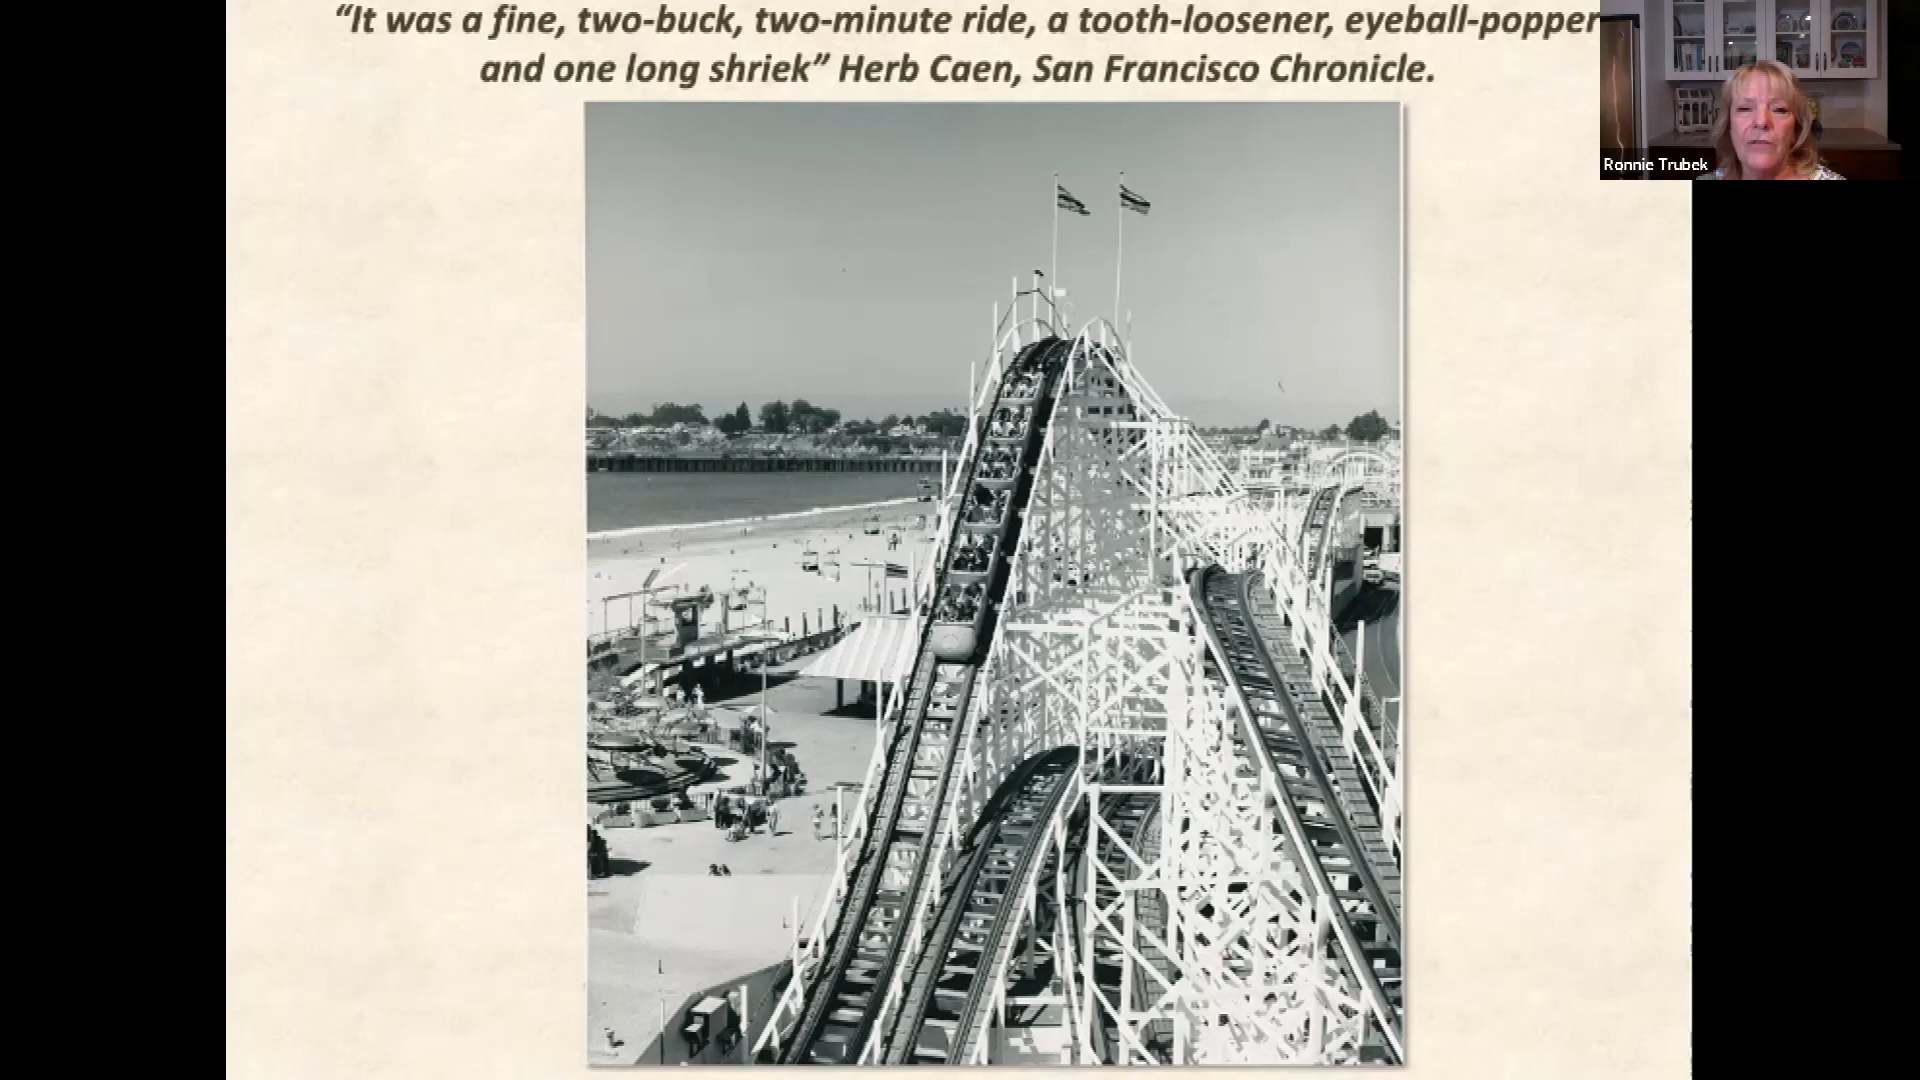 “It was a fine, two-buck, two-minute ride, a tooth-loosener, eyeball-popper
and one long shriek” Herb Caen, San Francisco Chronicle.
Ronnie Trubek